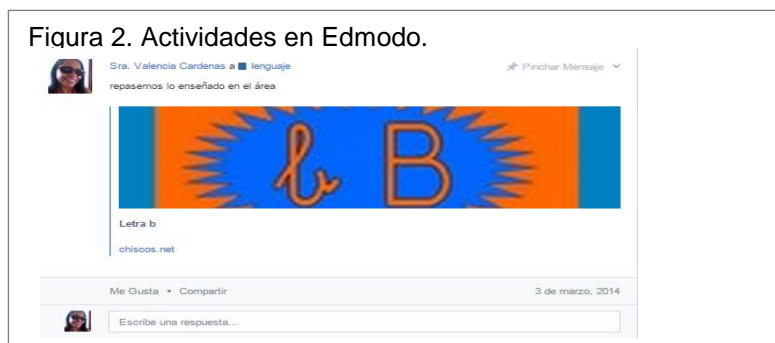 Figura 2. Actividades en Edmodo.
Sra. Valencia Cardenas a lenguaje
Pinchar Mensaje
repasemos lo enseñado en el área
b B
Letra b
chiscos.net
Me Gusta • Compartir
3 de marzo, 2014
Escribe una respuesta...